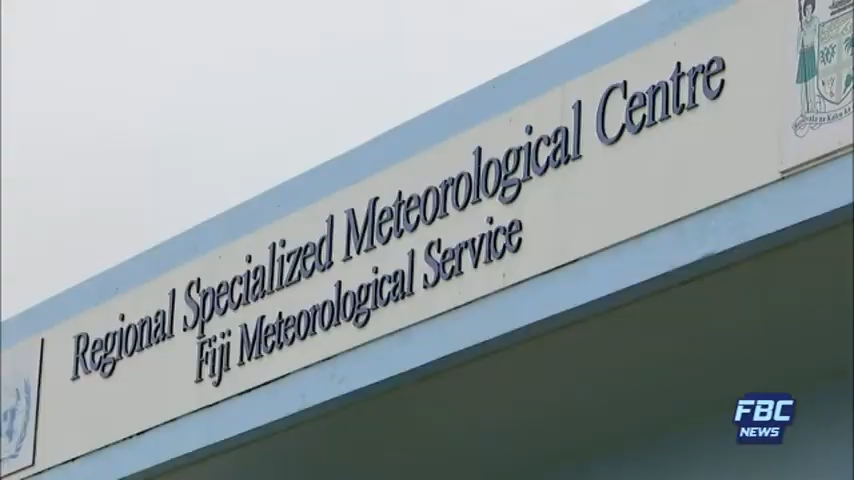 Regional Specialized Meteorological Centre
Fiji Meteorological Service
FBC
NEWS